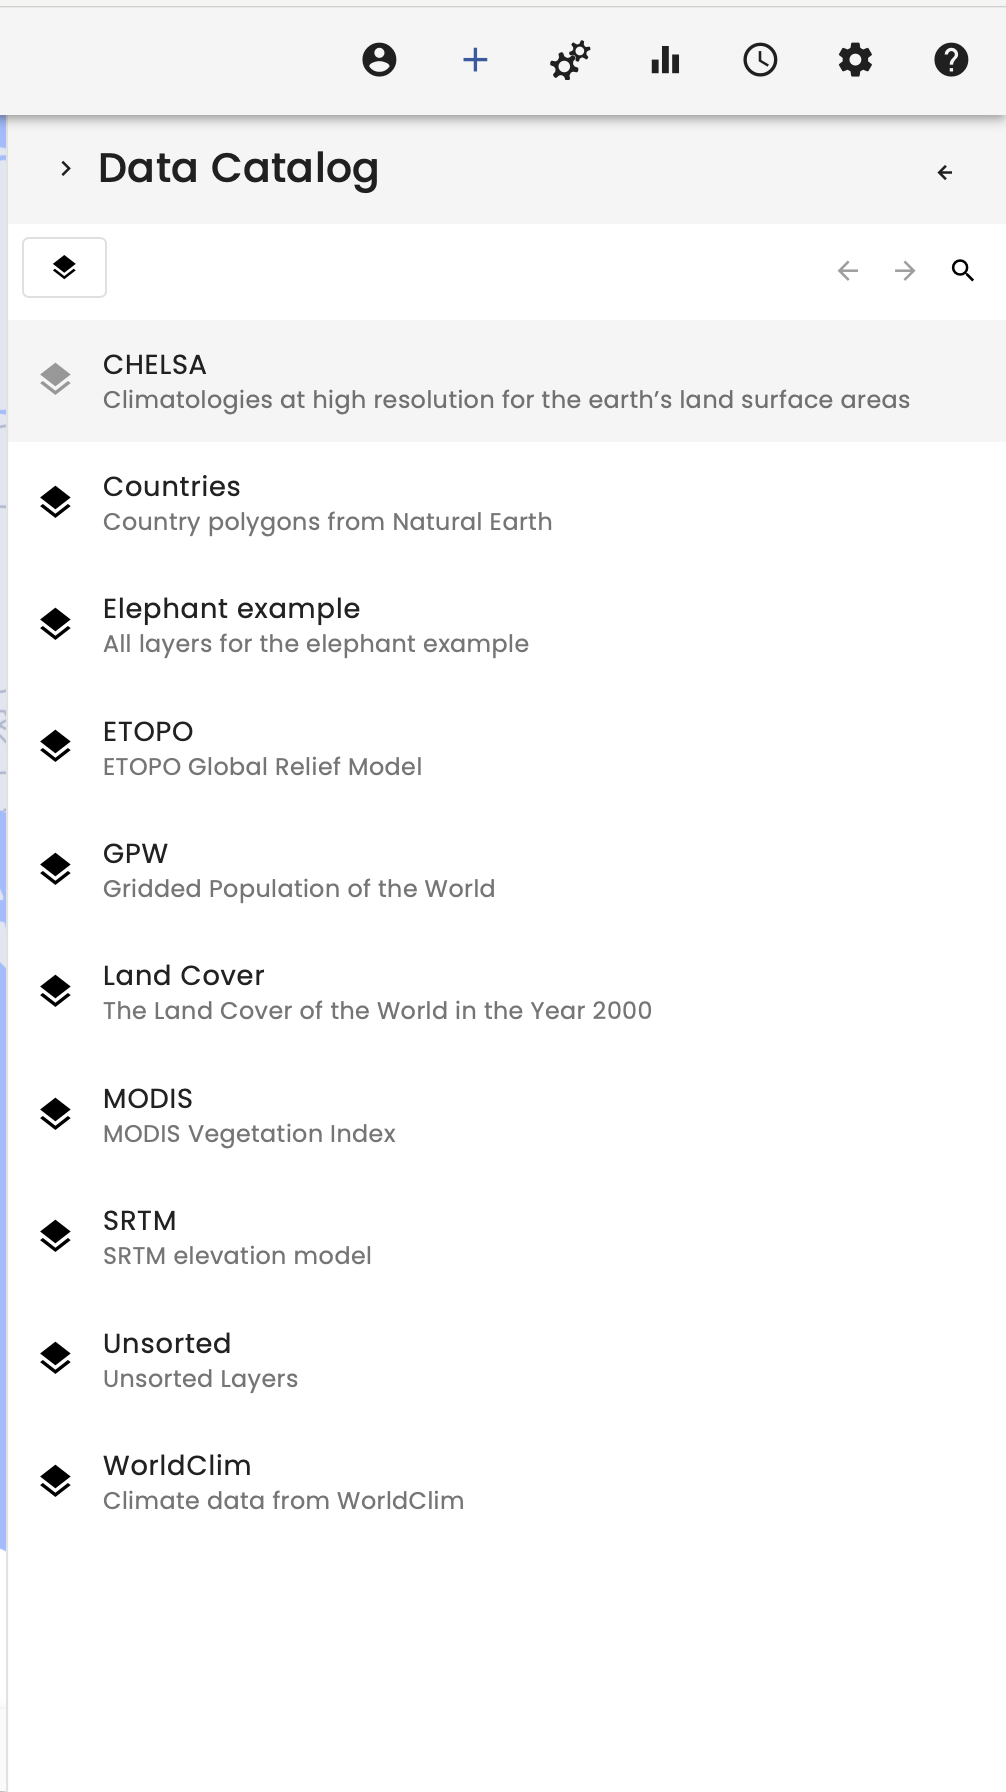 Data Catalog
CHELSA
Climatologies at high resolution for the earth’s land surface areas
Countries
Country polygons from Natural Earth
Elephant example
All layers for the elephant example
ETOPO
ETOPO Global Relief Model
GPW
Gridded Population of the World
Land Cover
The Land Cover of the World in the Year 2000
MODIS
MODIS Vegetation Index
SRTM
SRTM elevation model
Unsorted
Unsorted Layers
WorldClim
Climate data from WorldClim